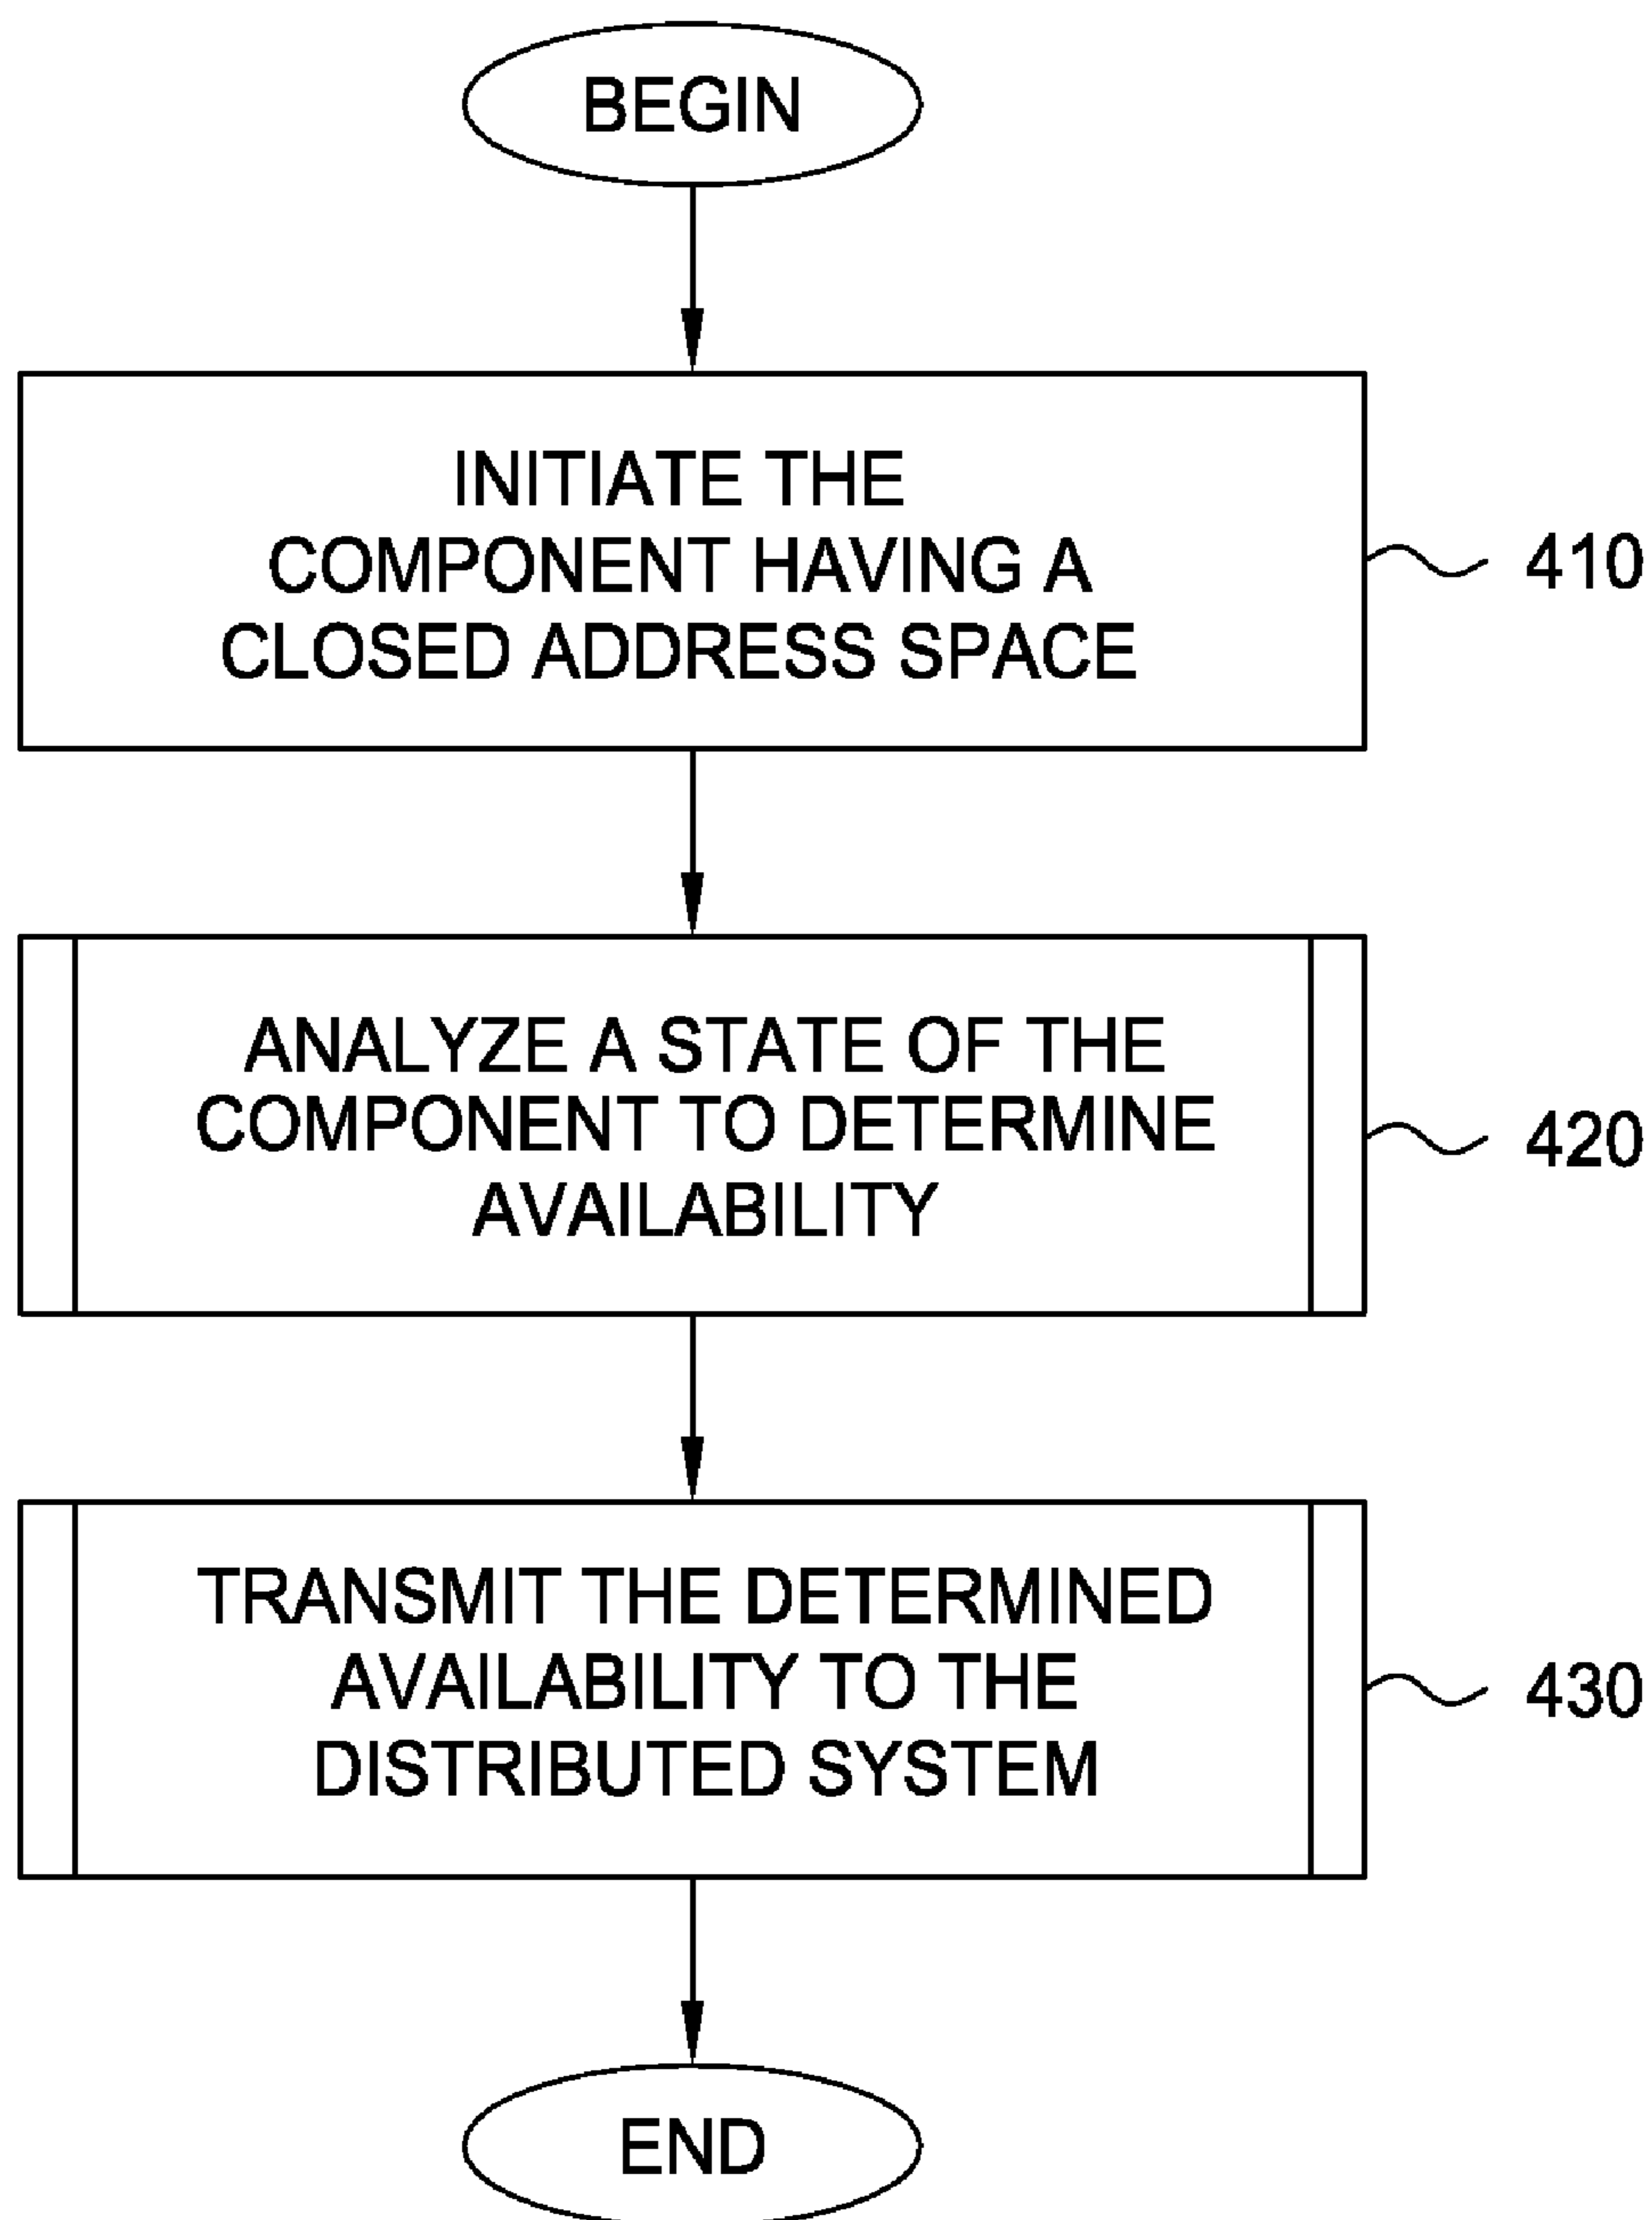 BEGIN
INITIATE THE
COMPONENT HAVING A
CLOSED ADDRESS SPACE
410
ANALYZE A STATE OF THE
COMPONENT TO DETERMINE
AVAILABILITY
420
TRANSMIT THE DETERMINED
AVAILABILITY TO THE
DISTRIBUTED SYSTEM
430
END